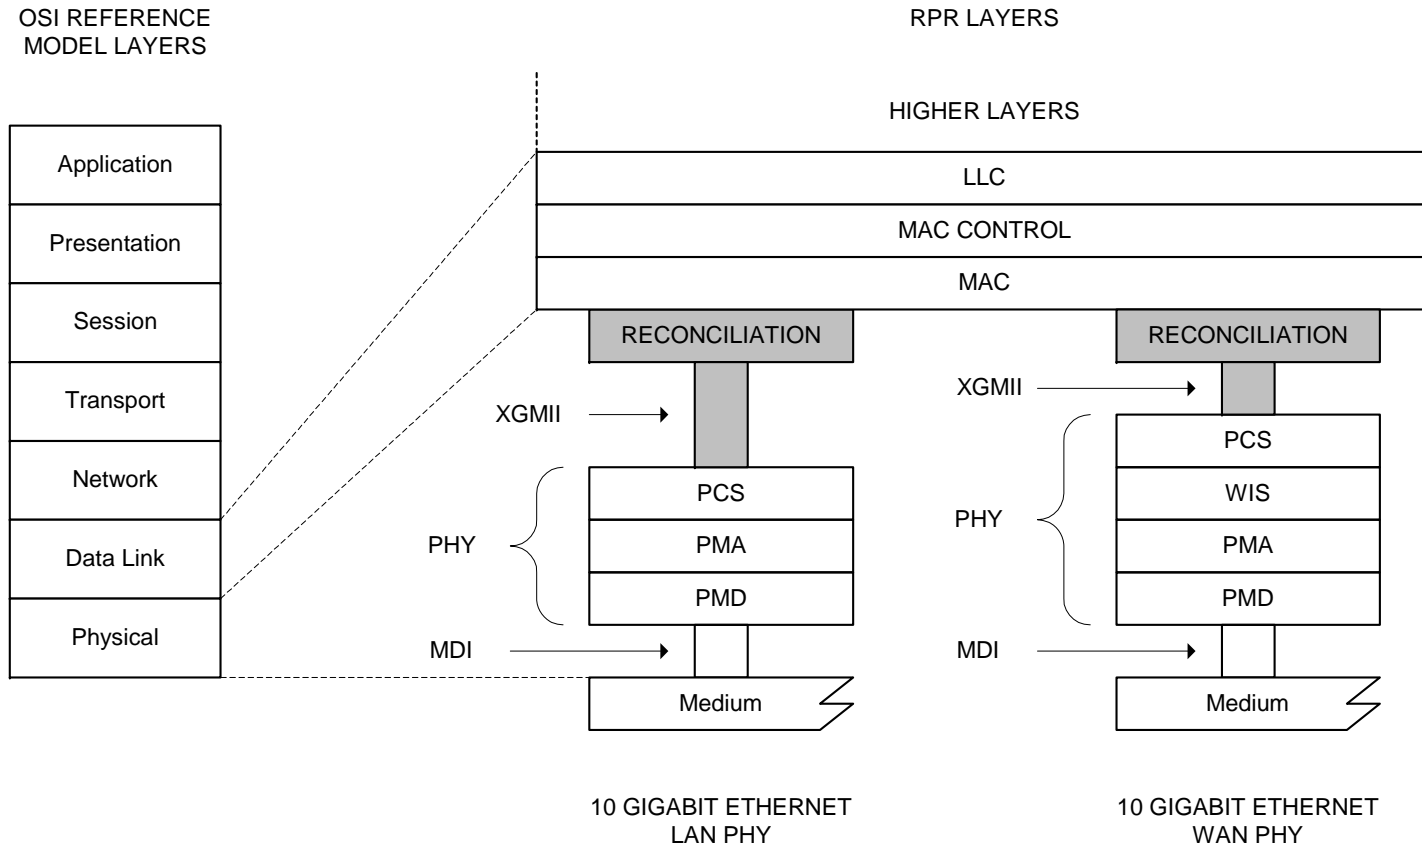 OSI REFERENCE
MODEL LAYERS
RPR LAYERS
HIGHER LAYERS
Application
Presentation
Session
Transport
Network
Data Link
Physical
LLC
MAC CONTROL
MAC
RECONCILIATION
XGMII
PHY
PCS
PMA
PMD
MDI
Medium
10 GIGABIT ETHERNET
LAN PHY
RECONCILIATION
XGMII
PHY
PCS
WIS
PMA
PMD
MDI
Medium
10 GIGABIT ETHERNET
WAN PHY